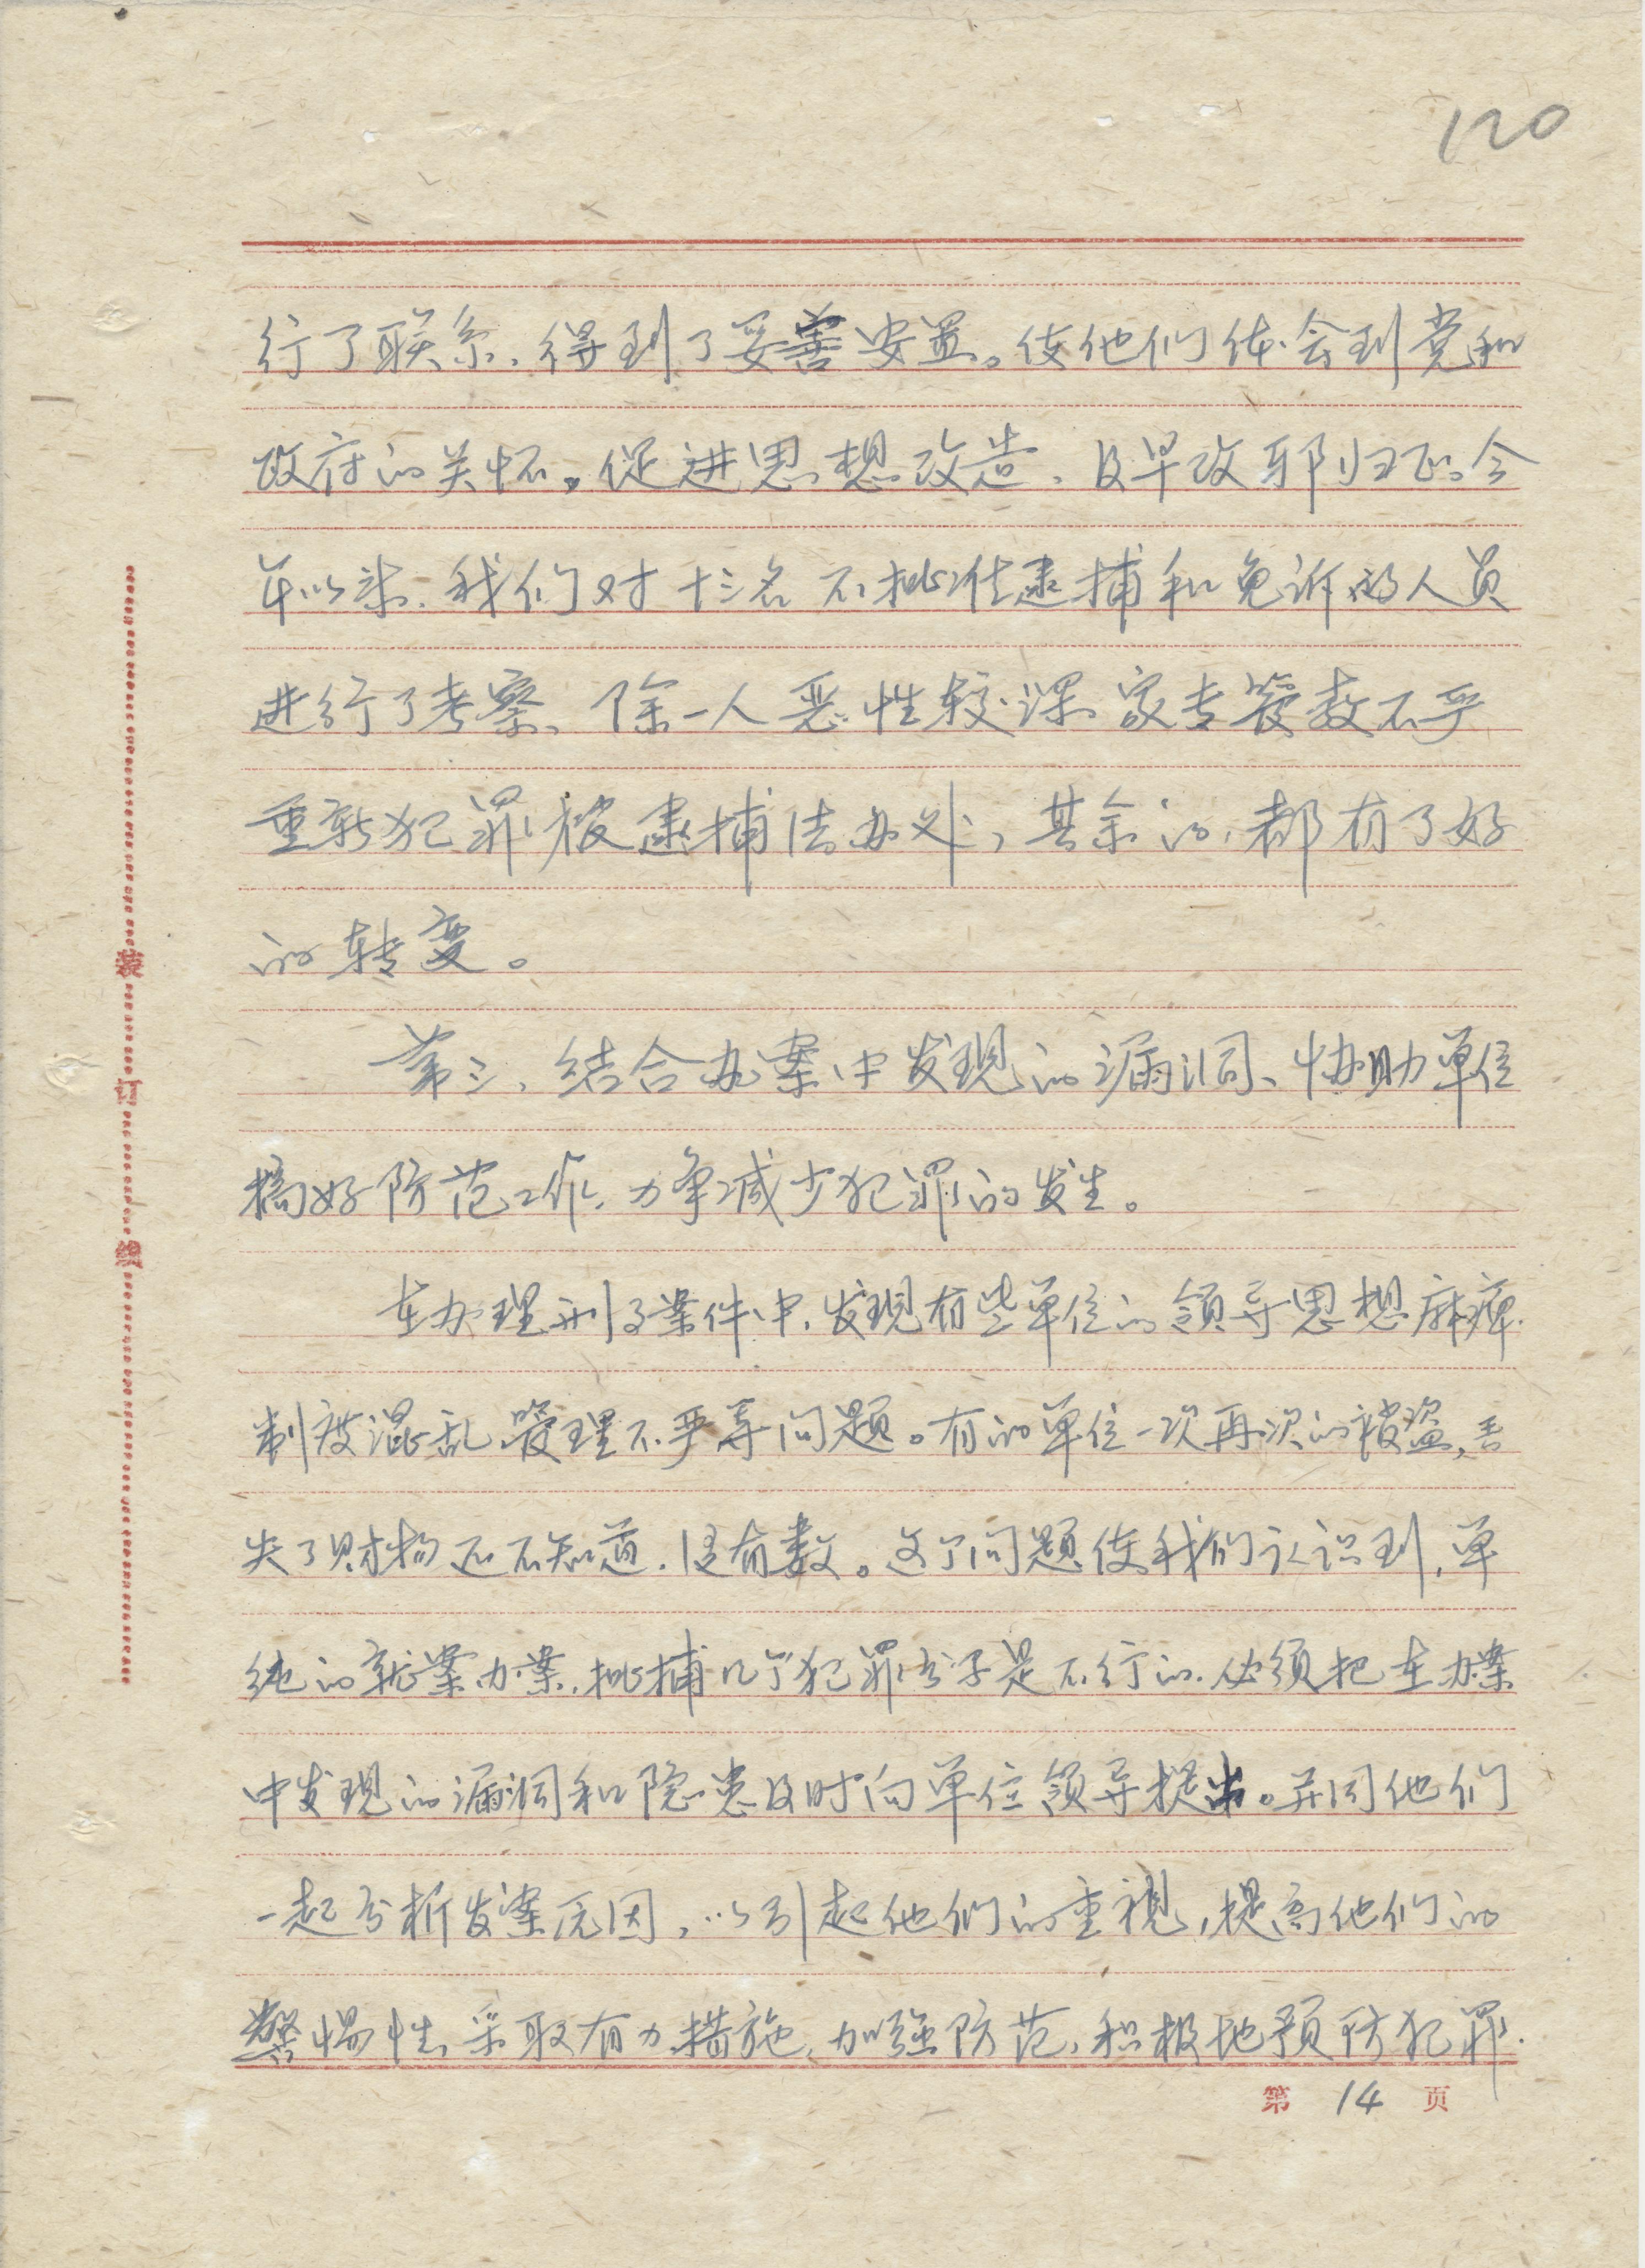 120
行了联系、得到了妥善安置。使他们体会到党和
政府的关怀。促进思想改造、及早改邪归正。今
年以来、我们对十三名不批准逮捕和免诉的人员
进行了考察、除一人恶性较深、家专管教不严
重新犯罪被逮捕法办处，其余的、都有了好
的转变。
第三、结合办案中发现的漏洞、协助单位
搞好防范工作、力争减少犯罪的发生。
在办理刑事案件中、发现有些单位的领导思想麻痹.
制度混乱、管理不严等问题。有的单位一次再次的被盗、丢
失了财物还不知道、没有数。这个问题使我们认识到，单
纯的就案办案、批捕几个犯罪分子是不行的、必须把在办案
中发现的漏洞和隐患及时向单位领导提出。并同他们
一起分析发案原因，以引起他们的重视，提高他们的
警惕性、采取有力措施、加强防范、积极地预防犯罪.
第 14 页
装
订
线